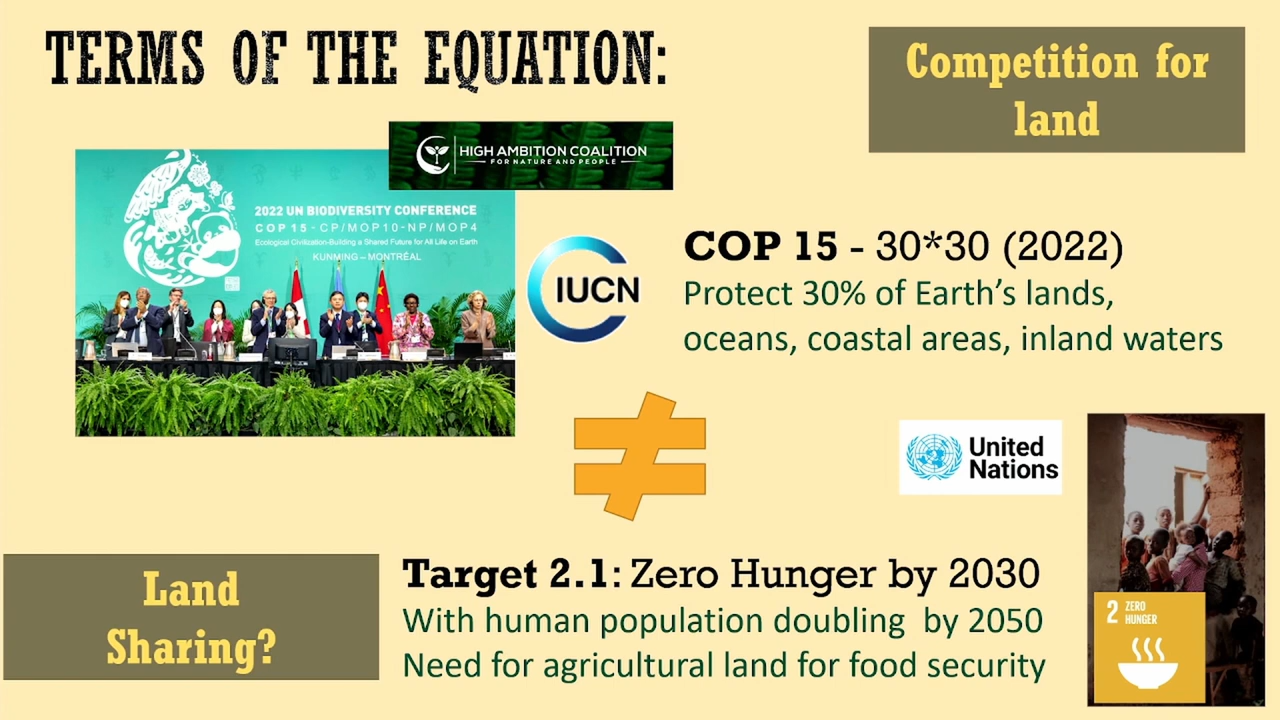 TERMS OF THE EQUATION:
Competition for
land
HIGH AMBITION COALITION
FOR NATURE AND PEOPLE
2022 UN BIODIVERSITY CONFERENCE
COP 15 - CP/MOP10-NP/MOP4
Ecological Civilization-Building a Shared Future for All Life on Earth
KUNMING – MONTRÉAL
IUCN
COP 15 - 30*30 (2022)
Protect 30% of Earth’s lands,
oceans, coastal areas, inland waters
United
Nations
Land
Sharing?
Target 2.1: Zero Hunger by 2030
With human population doubling by 2050
Need for agricultural land for food security
2 ZERO
HUNGER